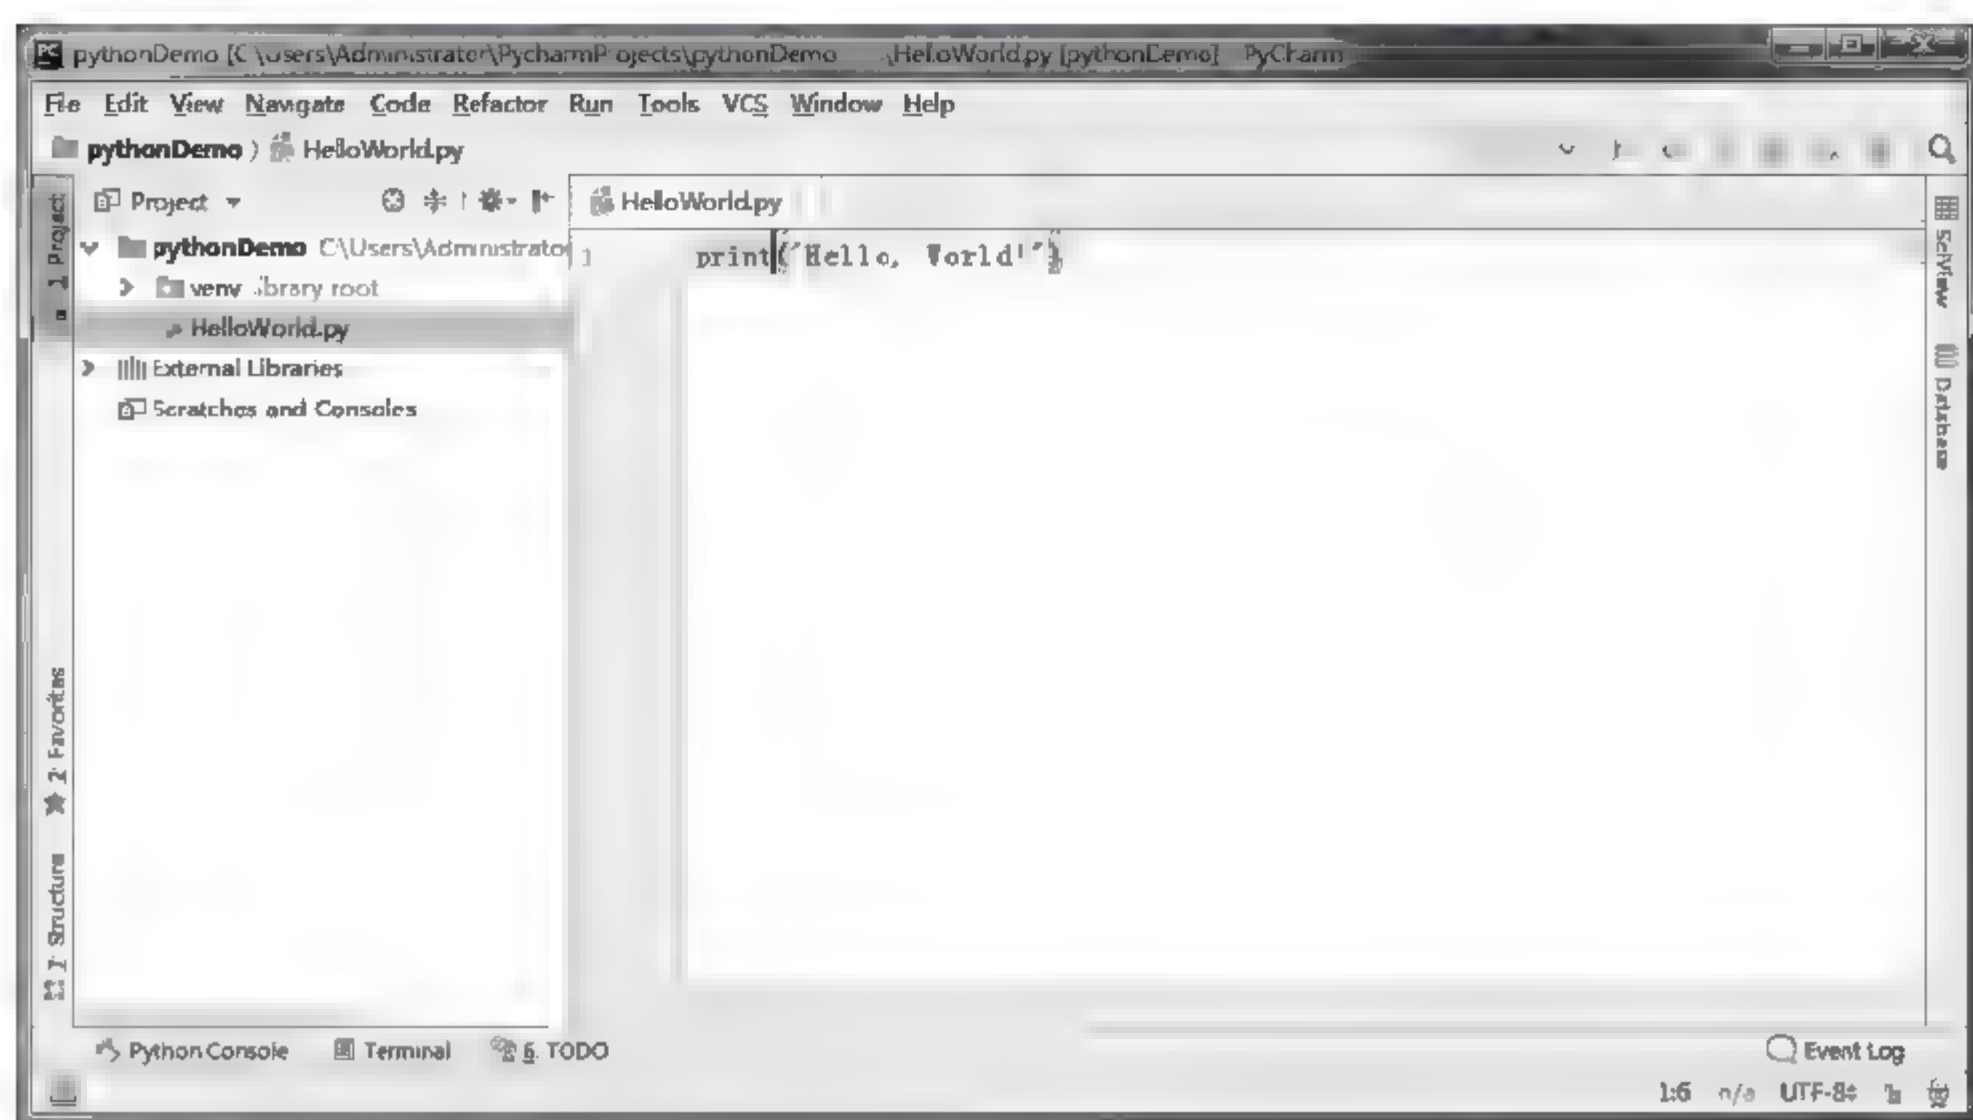 pythonDemo [C:\Users\Administrator\PycharmProjects\pythonDemo] ...\HelloWorld.py [pythonDemo] PyCharm
File Edit View Navigate Code Refactor Run Tools VCS Window Help
pythonDemo HelloWorld.py
1: Project
Project
HelloWorld.py
pythonDemo C:\Users\Administrator
1 print('Hello, World!')
venv library root
HelloWorld.py
External Libraries
Scratches and Consoles
SciView
Database
2: Favorites
7: Structure
Python Console Terminal 6: TODO Event Log
1:6 n/a UTF-8